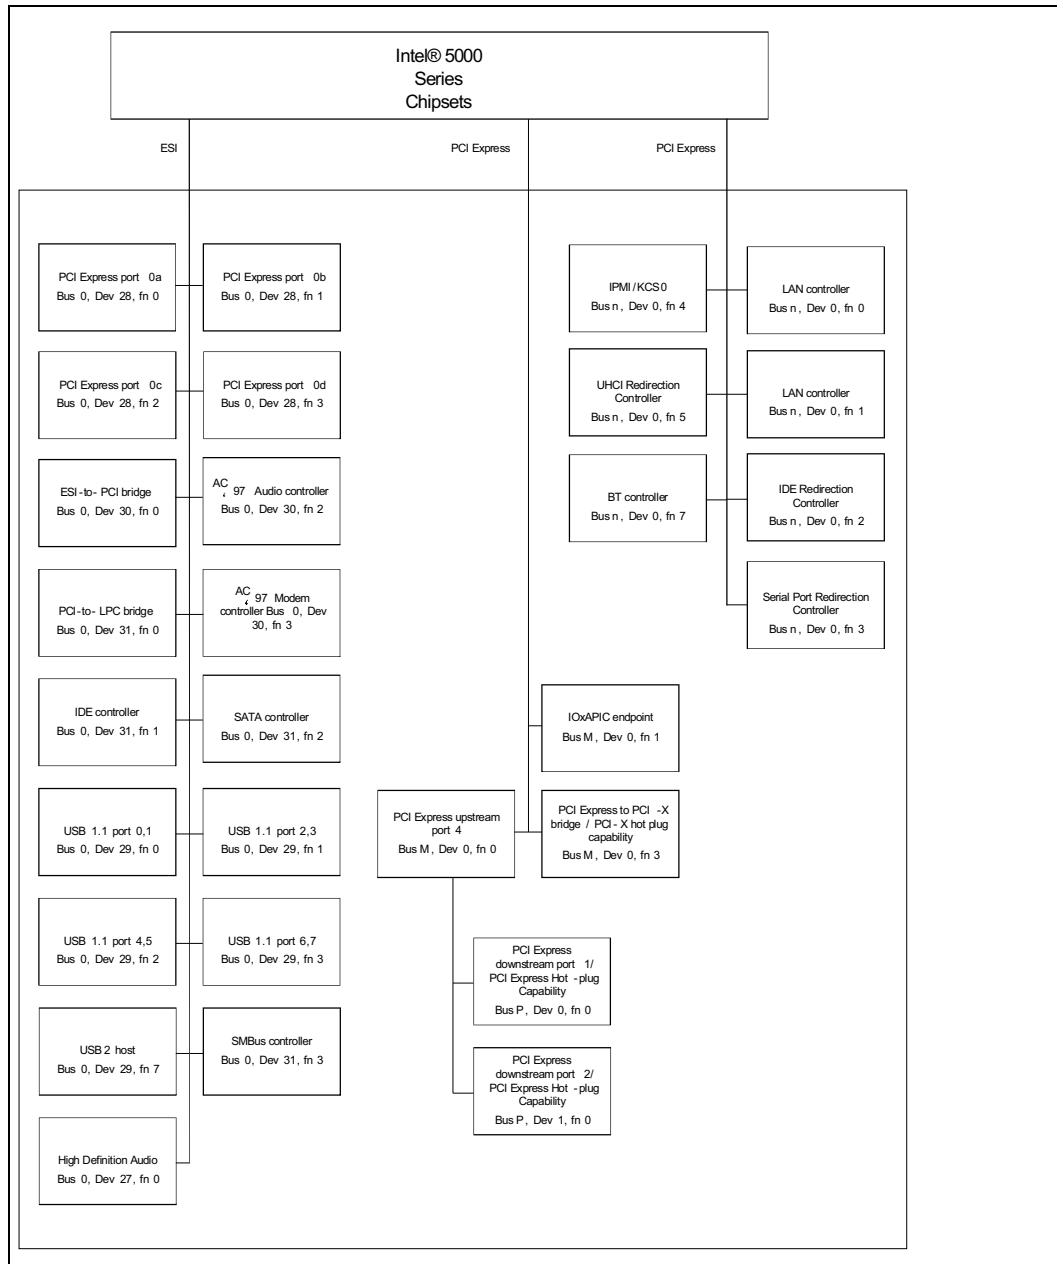 Intel® 5000
Series
Chipsets
ESI
PCI Express
PCI Express
PCI Express port 0a
Bus 0, Dev 28, fn 0
PCI Express port 0b
Bus 0, Dev 28, fn 1
PCI Express port 0c
Bus 0, Dev 28, fn 2
PCI Express port 0d
Bus 0, Dev 28, fn 3
ESI-to-PCI bridge
Bus 0, Dev 30, fn 0
AC ‘ 97 Audio controller
Bus 0, Dev 30, fn 2
PCI-to-LPC bridge
Bus 0, Dev 31, fn 0
AC ‘ 97 Modem
controller Bus 0, Dev
30, fn 3
IDE controller
Bus 0, Dev 31, fn 1
SATA controller
Bus 0, Dev 31, fn 2
USB 1.1 port 0,1
Bus 0, Dev 29, fn 0
USB 1.1 port 2,3
Bus 0, Dev 29, fn 1
USB 1.1 port 4,5
Bus 0, Dev 29, fn 2
USB 1.1 port 6,7
Bus 0, Dev 29, fn 3
USB 2 host
Bus 0, Dev 29, fn 7
SMBus controller
Bus 0, Dev 31, fn 3
High Definition Audio
Bus 0, Dev 27, fn 0
PCI Express upstream
port 4
Bus M, Dev 0, fn 0
IOxAPIC endpoint
Bus M, Dev 0, fn 1
PCI Express to PCI -X
bridge / PCI- X hot plug
capability
Bus M, Dev 0, fn 3
PCI Express
downstream port 1/
PCI Express Hot -plug
Capability
Bus P, Dev 0, fn 0
PCI Express
downstream port 2/
PCI Express Hot -plug
Capability
Bus P, Dev 1, fn 0
IPMI / KCS0
Bus n, Dev 0, fn 4
LAN controller
Bus n, Dev 0, fn 0
UHCI Redirection
Controller
Bus n, Dev 0, fn 5
LAN controller
Bus n, Dev 0, fn 1
BT controller
Bus n, Dev 0, fn 7
IDE Redirection
Controller
Bus n, Dev 0, fn 2
Serial Port Redirection
Controller
Bus n, Dev 0, fn 3